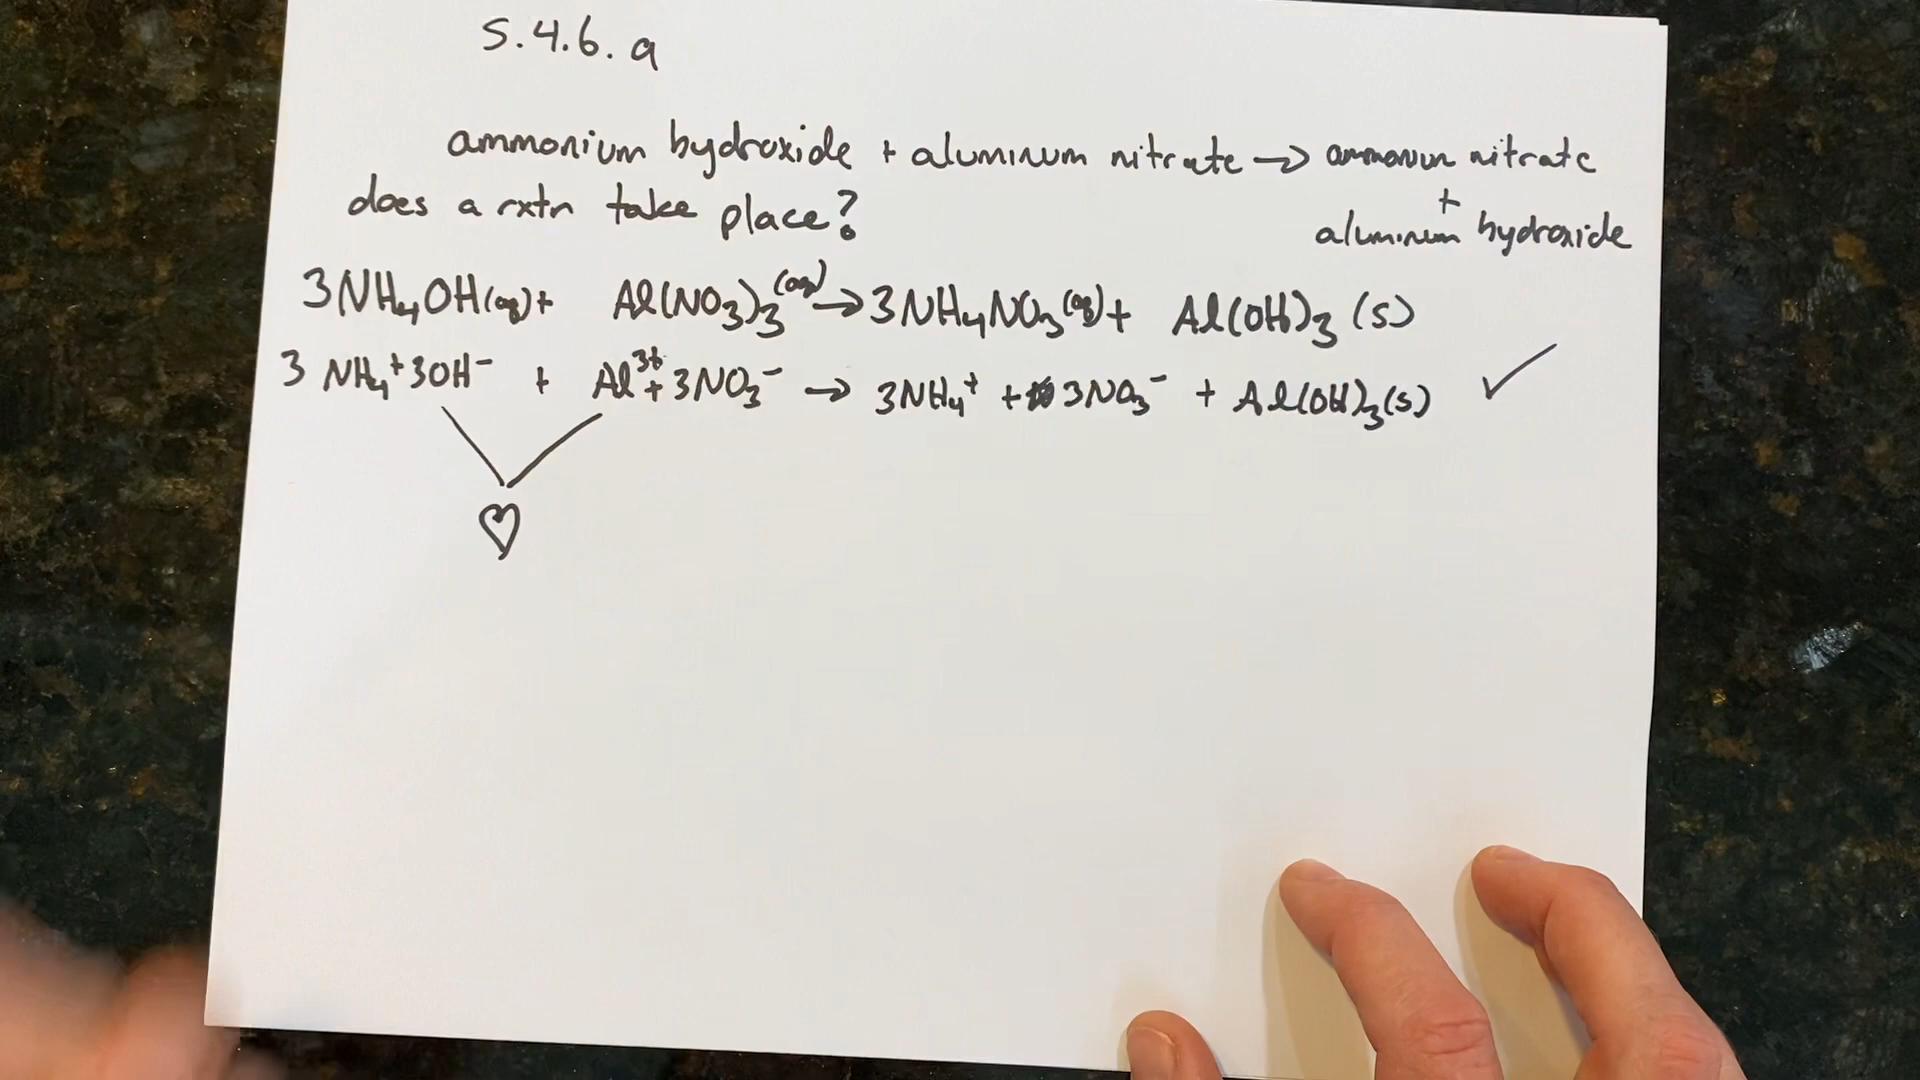 S.4.6.a
ammonium hydroxide + aluminum nitrate → ammonium nitrate
+
does a rxtn take place?
aluminum hydroxide
3NH₄OH(aq) + Al(NO₃)₃(aq) → 3NH₄NO₃(aq) + Al(OH)₃ (s)
3 NH₄⁺ 3OH⁻ + Al³⁺ + 3NO₃⁻ → 3NH₄⁺ + 3NO₃⁻ + Al(OH)₃(s) ✓
♡